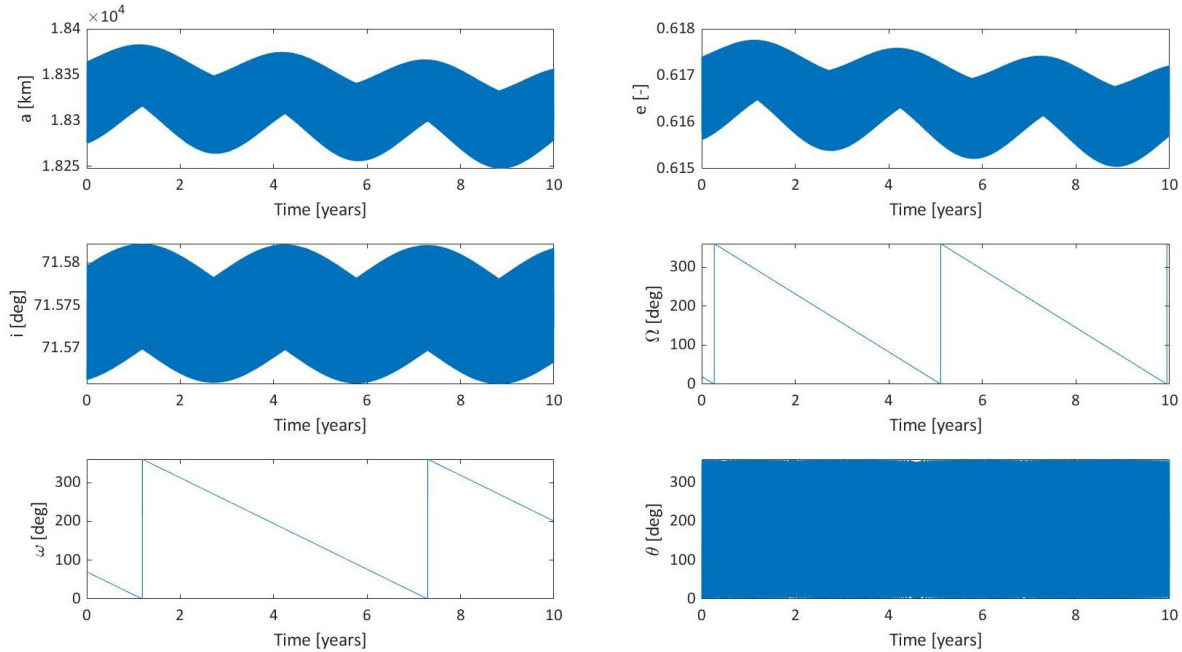 ×10⁴
1.84
1.835
1.83
1.825
a [km]
0 2 4 6 8 10
Time [years]
0.618
0.617
0.616
0.615
e [-]
0 2 4 6 8 10
Time [years]
71.58
71.575
71.57
i [deg]
0 2 4 6 8 10
Time [years]
300
200
100
0
Ω [deg]
0 2 4 6 8 10
Time [years]
300
200
100
0
ω [deg]
0 2 4 6 8 10
Time [years]
300
200
100
0
θ [deg]
0 2 4 6 8 10
Time [years]